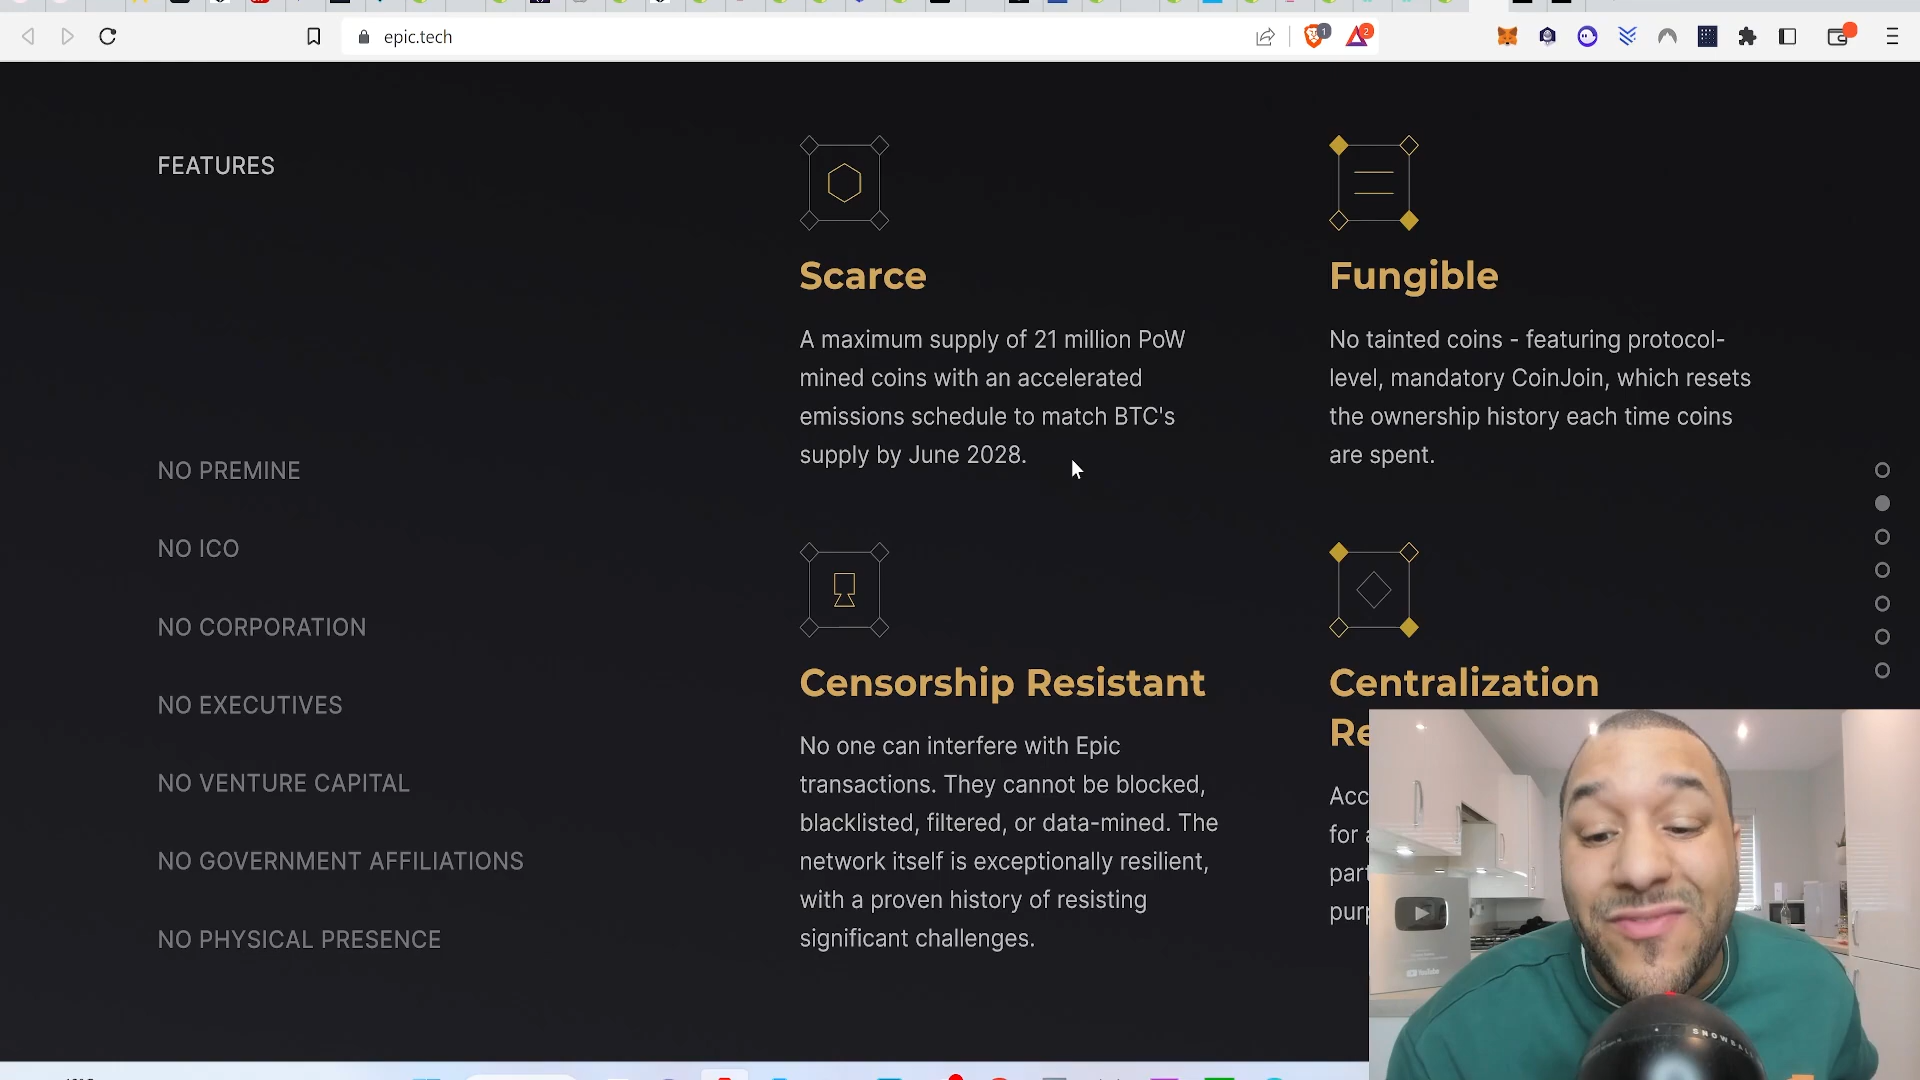 epic.tech
1
2
FEATURES
NO PREMINE
NO ICO
NO CORPORATION
NO EXECUTIVES
NO VENTURE CAPITAL
NO GOVERNMENT AFFILIATIONS
NO PHYSICAL PRESENCE
Scarce
A maximum supply of 21 million PoW
mined coins with an accelerated
emissions schedule to match BTC's
supply by June 2028.
Fungible
No tainted coins - featuring protocol-
level, mandatory CoinJoin, which resets
the ownership history each time coins
are spent.
Censorship Resistant
No one can interfere with Epic
transactions. They cannot be blocked,
blacklisted, filtered, or data-mined. The
network itself is exceptionally resilient,
with a proven history of resisting
significant challenges.
Centralization
Re
Acc
for
part
purp
YouTube